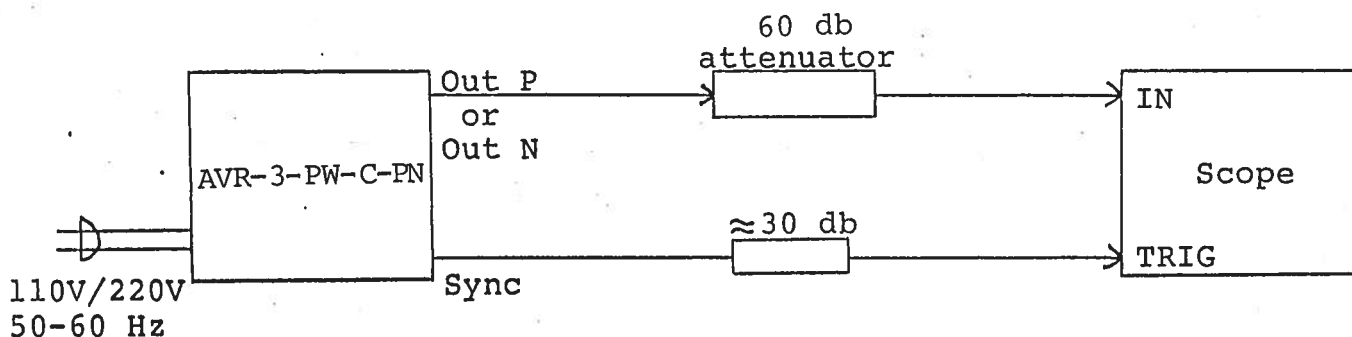 60 db
attenuator
Out P
or
Out N
IN
AVR-3-PW-C-PN
Scope
≈30 db
TRIG
Sync
110V/220V
50-60 Hz